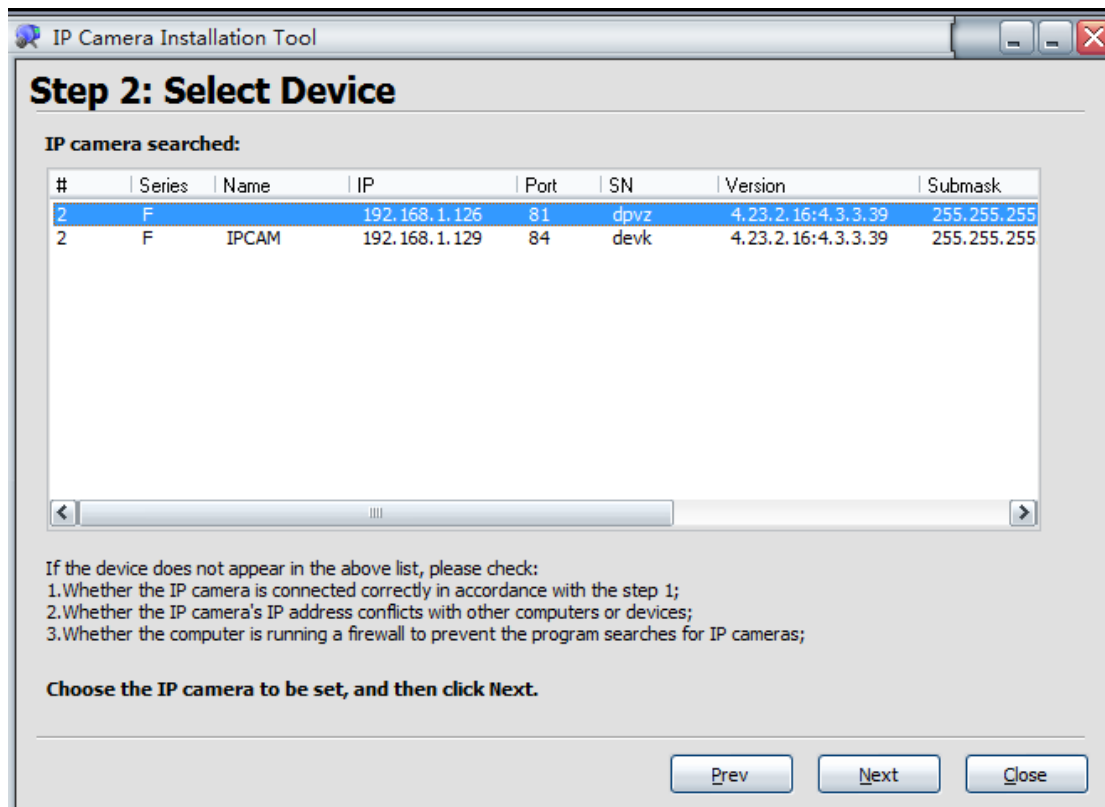 IP Camera Installation Tool
Step 2: Select Device
IP camera searched:
# Series Name IP Port SN Version Submask
2 F 192.168.1.126 81 dpvz 4.23.2.16:4.3.3.39 255.255.255
2 F IPCAM 192.168.1.129 84 devk 4.23.2.16:4.3.3.39 255.255.255.
If the device does not appear in the above list, please check:
1.Whether the IP camera is connected correctly in accordance with the step 1;
2.Whether the IP camera's IP address conflicts with other computers or devices;
3.Whether the computer is running a firewall to prevent the program searches for IP cameras;
Choose the IP camera to be set, and then click Next.
Prev Next Close